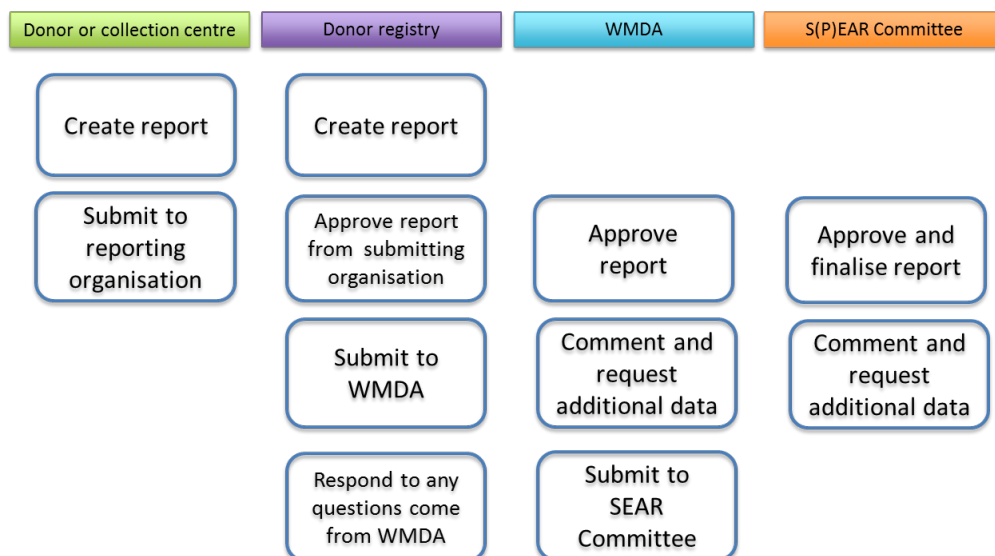 Donor or collection centre
Donor registry
WMDA
S(P)EAR Committee
Create report
Create report
Submit to
reporting
organisation
Approve report
from submitting
organisation
Approve
report
Approve and
finalise report
Submit to
WMDA
Comment and
request
additional data
Comment and
request
additional data
Respond to any
questions come
from WMDA
Submit to
SEAR
Committee